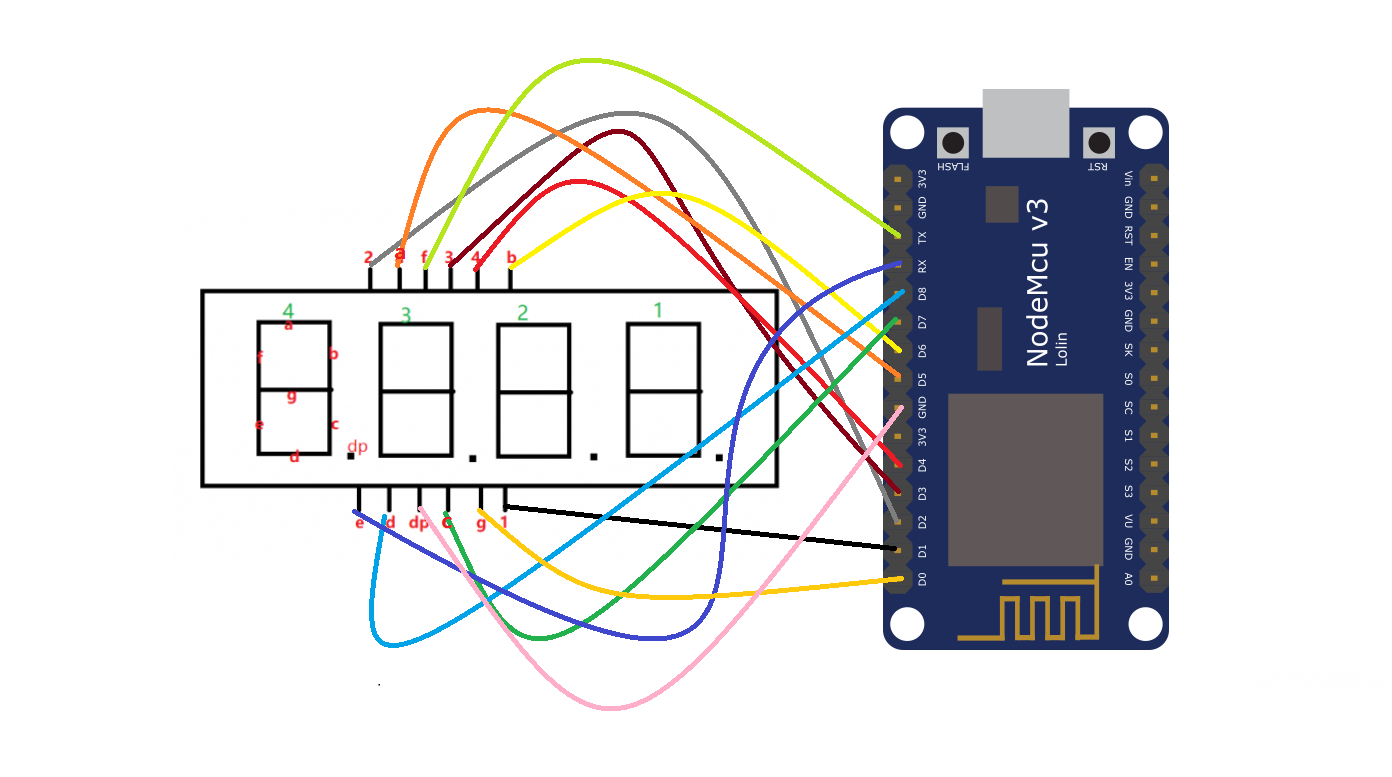 FLASH
RST
3V3
GND
TX
RX
D8
D7
D6
D5
GND
3V3
D4
D3
D2
D1
D0
NodeMcu v3
Lolin
Vin
GND
RST
EN
3V3
GND
SK
S0
SC
S1
S2
S3
VU
GND
A0
2 a f 3 4 b
4 3 2 1
a
f b
g
e c
d
dp
e d dp c g 1